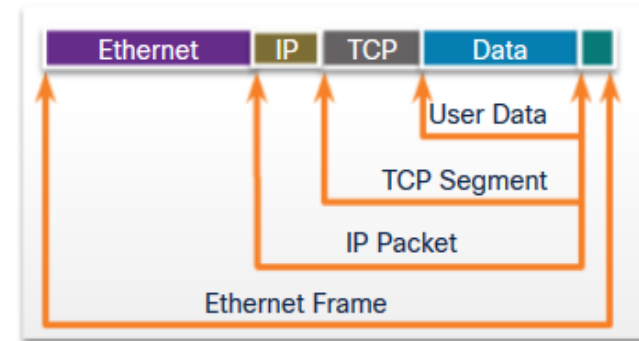 Ethernet IP TCP Data
User Data
TCP Segment
IP Packet
Ethernet Frame